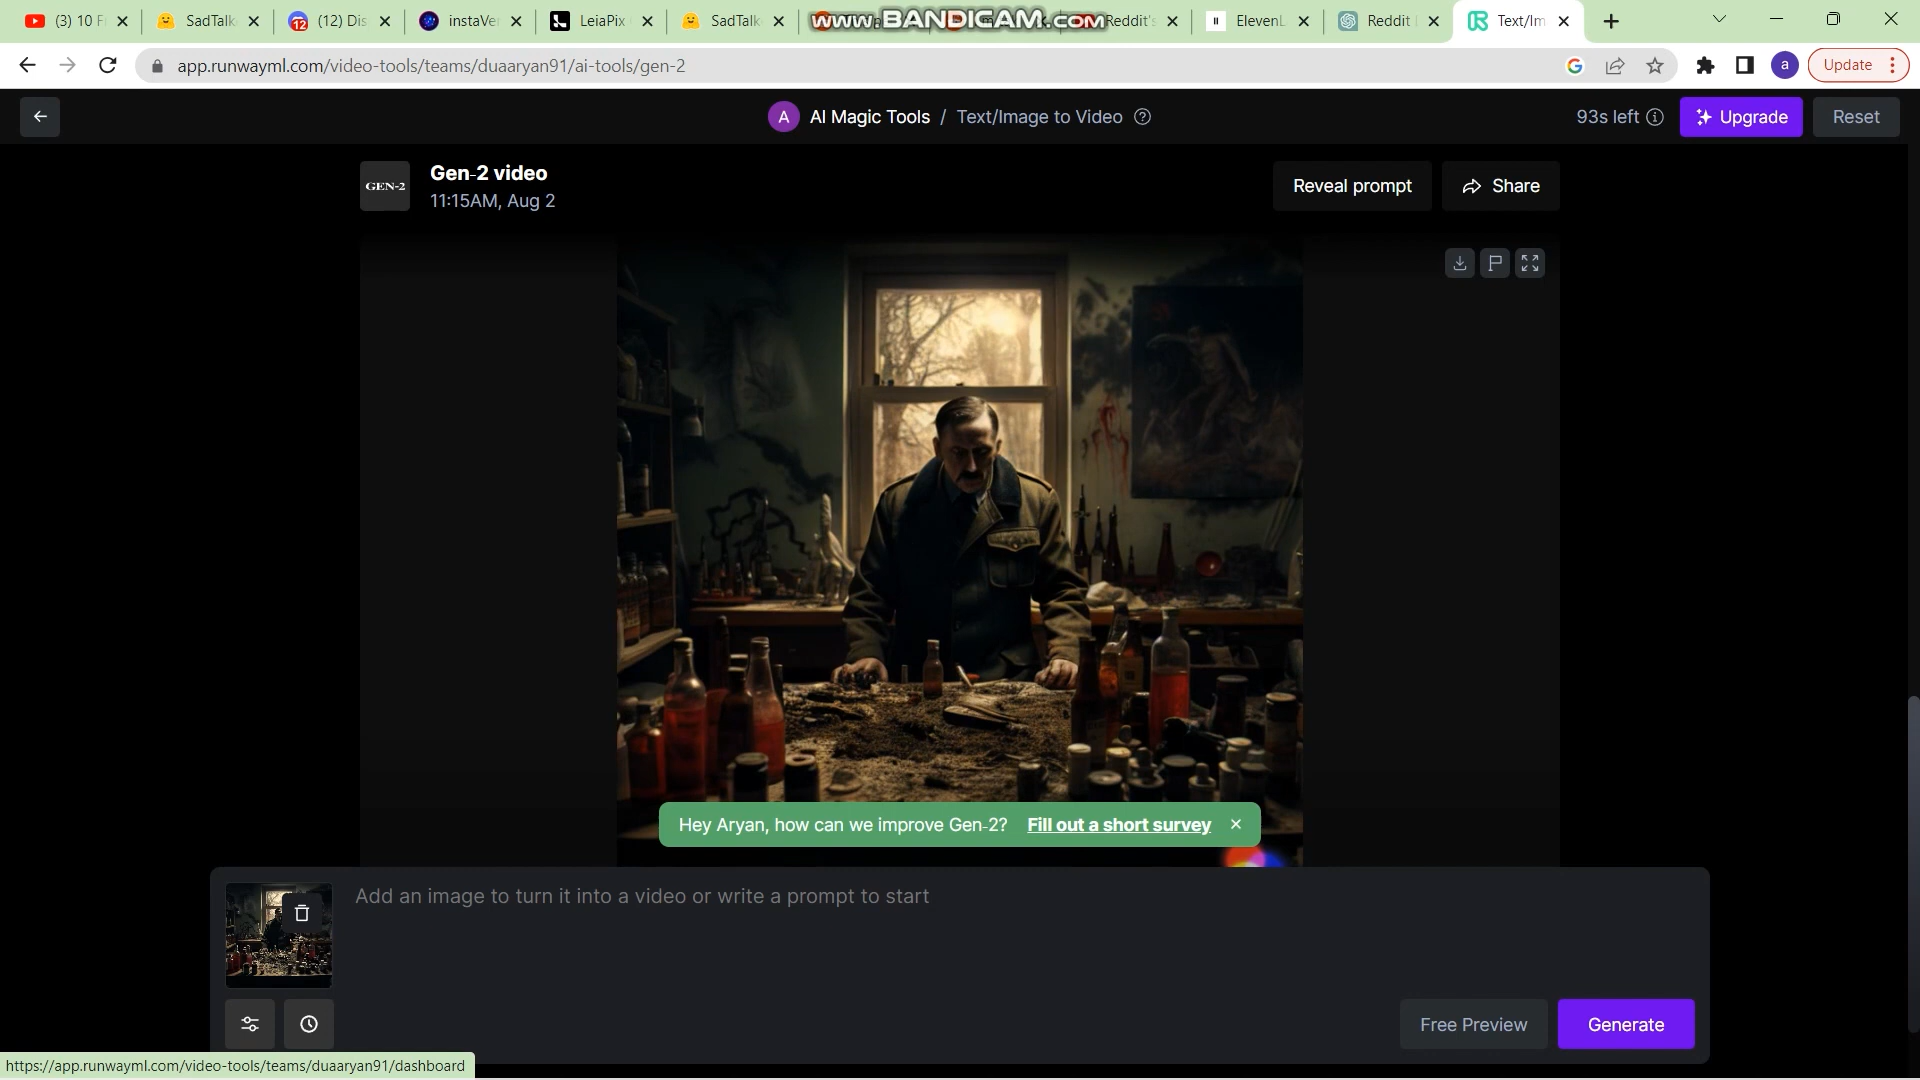 (3) 10 F
SadTalk
(12) Dis
instaVer
LeiaPix
SadTalk
www.BANDICAM.com
Reddit's
ElevenL
Reddit
Text/Im
app.runwayml.com/video-tools/teams/duaaryan91/ai-tools/gen-2
a
Update
A
AI Magic Tools / Text/Image to Video
93s left
Upgrade
Reset
GEN-2
Gen-2 video
11:15AM, Aug 2
Reveal prompt
Share
Hey Aryan, how can we improve Gen-2? Fill out a short survey
Add an image to turn it into a video or write a prompt to start
Free Preview
Generate
https://app.runwayml.com/video-tools/teams/duaaryan91/dashboard